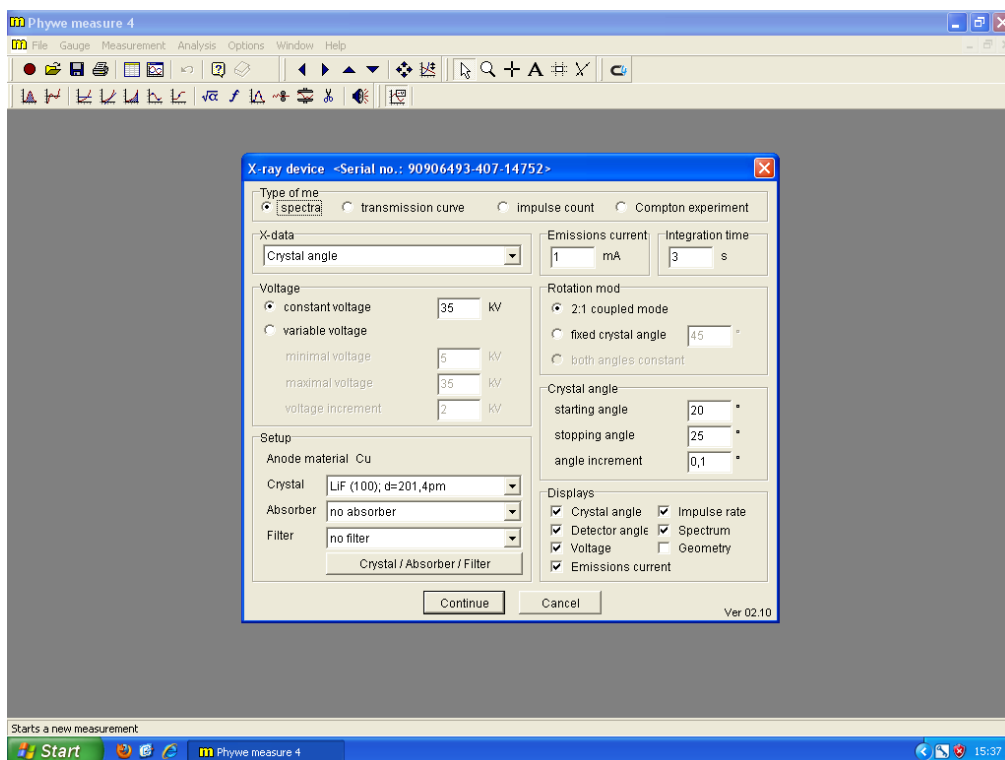 Phywe measure 4
File Gauge Measurement Analysis Options Window Help
X-ray device <Serial no.: 90906493-407-14752>
Type of me
spectra transmission curve impulse count Compton experiment
X-data
Crystal angle
Emissions current
1 mA
Integration time
3 s
Voltage
constant voltage 35 kV
variable voltage
minimal voltage 5 kV
maximal voltage 35 kV
voltage increment 2 kV
Rotation mod
2:1 coupled mode
fixed crystal angle 45 °
both angles constant
Crystal angle
starting angle 20 °
stopping angle 25 °
angle increment 0,1 °
Setup
Anode material Cu
Crystal LiF (100); d=201,4pm
Absorber no absorber
Filter no filter
Crystal / Absorber / Filter
Displays
Crystal angle Impulse rate
Detector angle Spectrum
Voltage Geometry
Emissions current
Continue Cancel
Ver 02.10
Starts a new measurement
Start Phywe measure 4 15:37